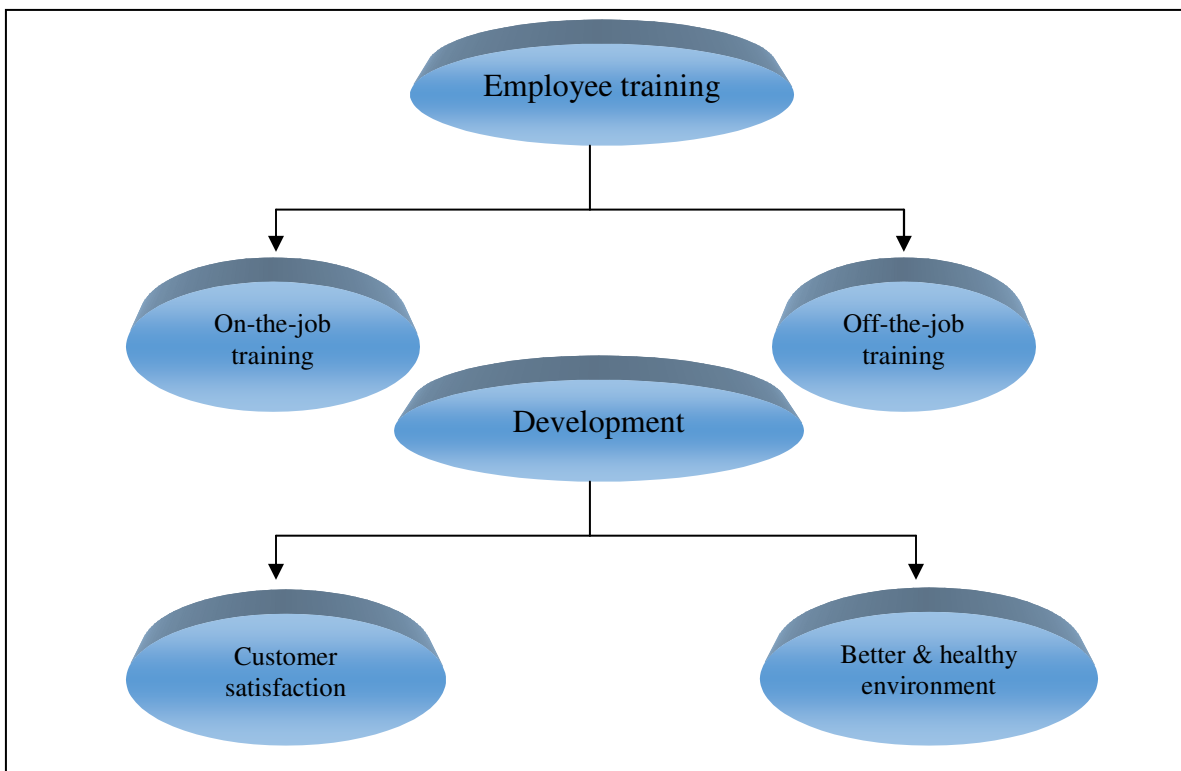 Employee training
On-the-job
training
Off-the-job
training
Development
Customer
satisfaction
Better & healthy
environment